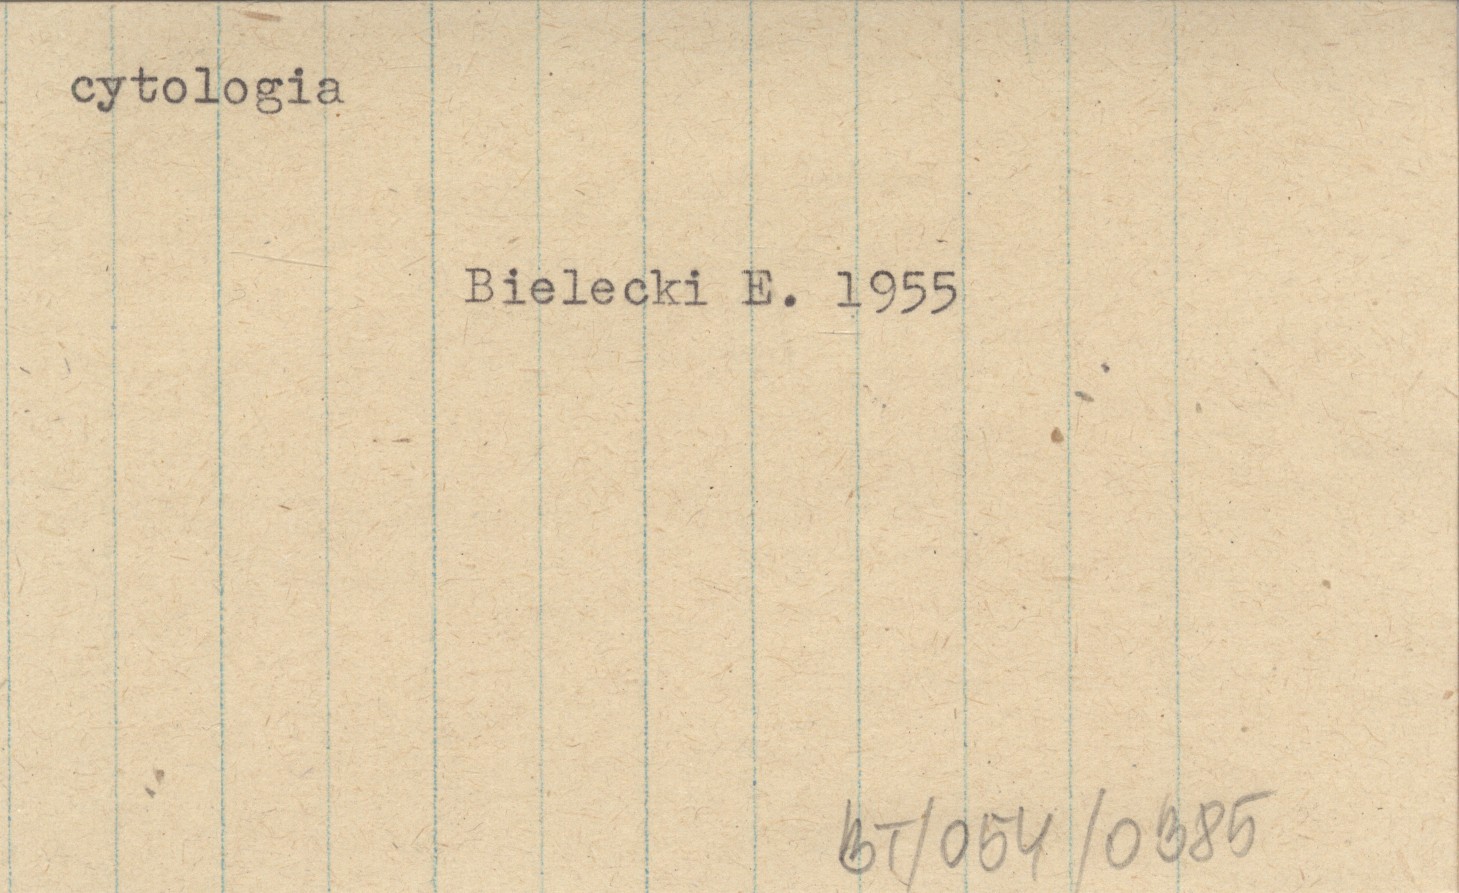 cytologia
Bielecki E. 1955
BT/054/0385